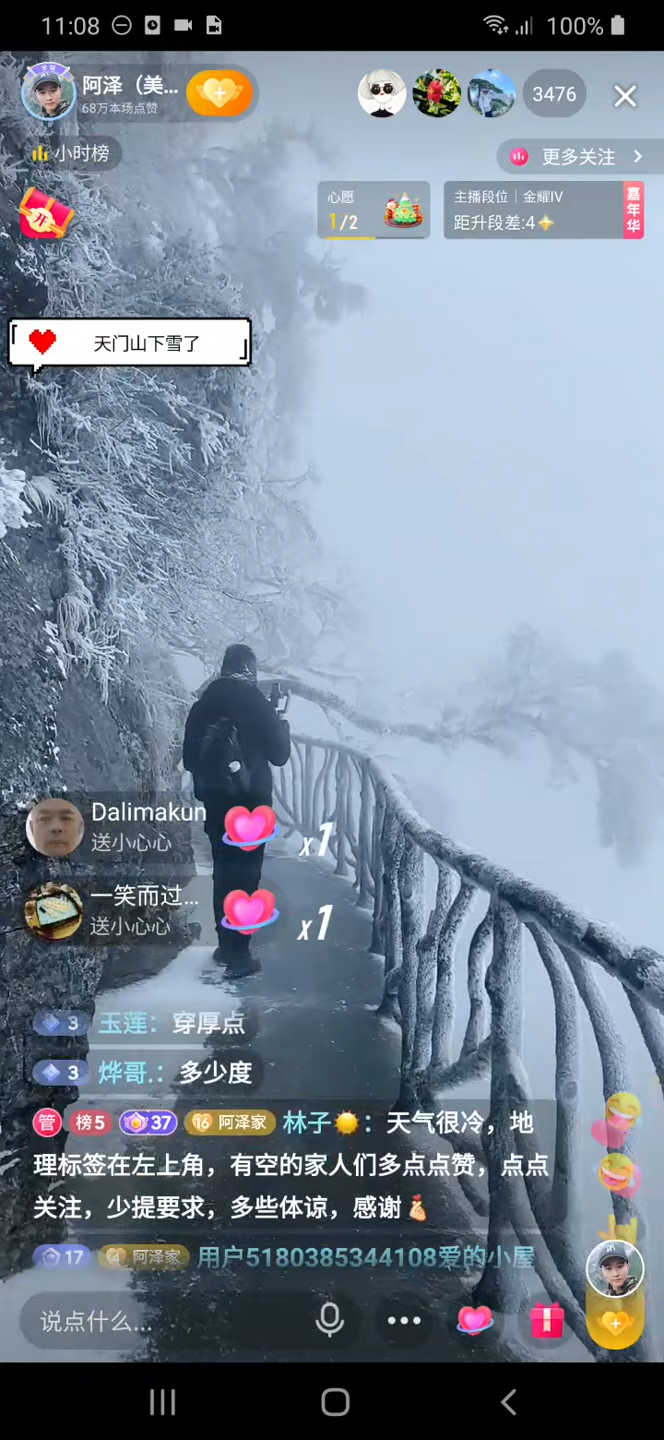 11:08
100%
阿泽（美...
68万本场点赞
3476
小时榜
更多关注
心愿
1/2
主播段位｜金耀IV
距升段差:4
嘉年华
开
天门山下雪了
Dalimakun
送小心心
x1
一笑而过...
送小心心
x1
3 玉莲：穿厚点
3 烨哥.：多少度
管 榜5 37 16 阿泽家 林子☀️：天气很冷，地
理标签在左上角，有空的家人们多点点赞，点点
关注，少提要求，多些体谅，感谢🫰
17 4 阿泽家 用户5180385344108爱的小屋
说点什么...